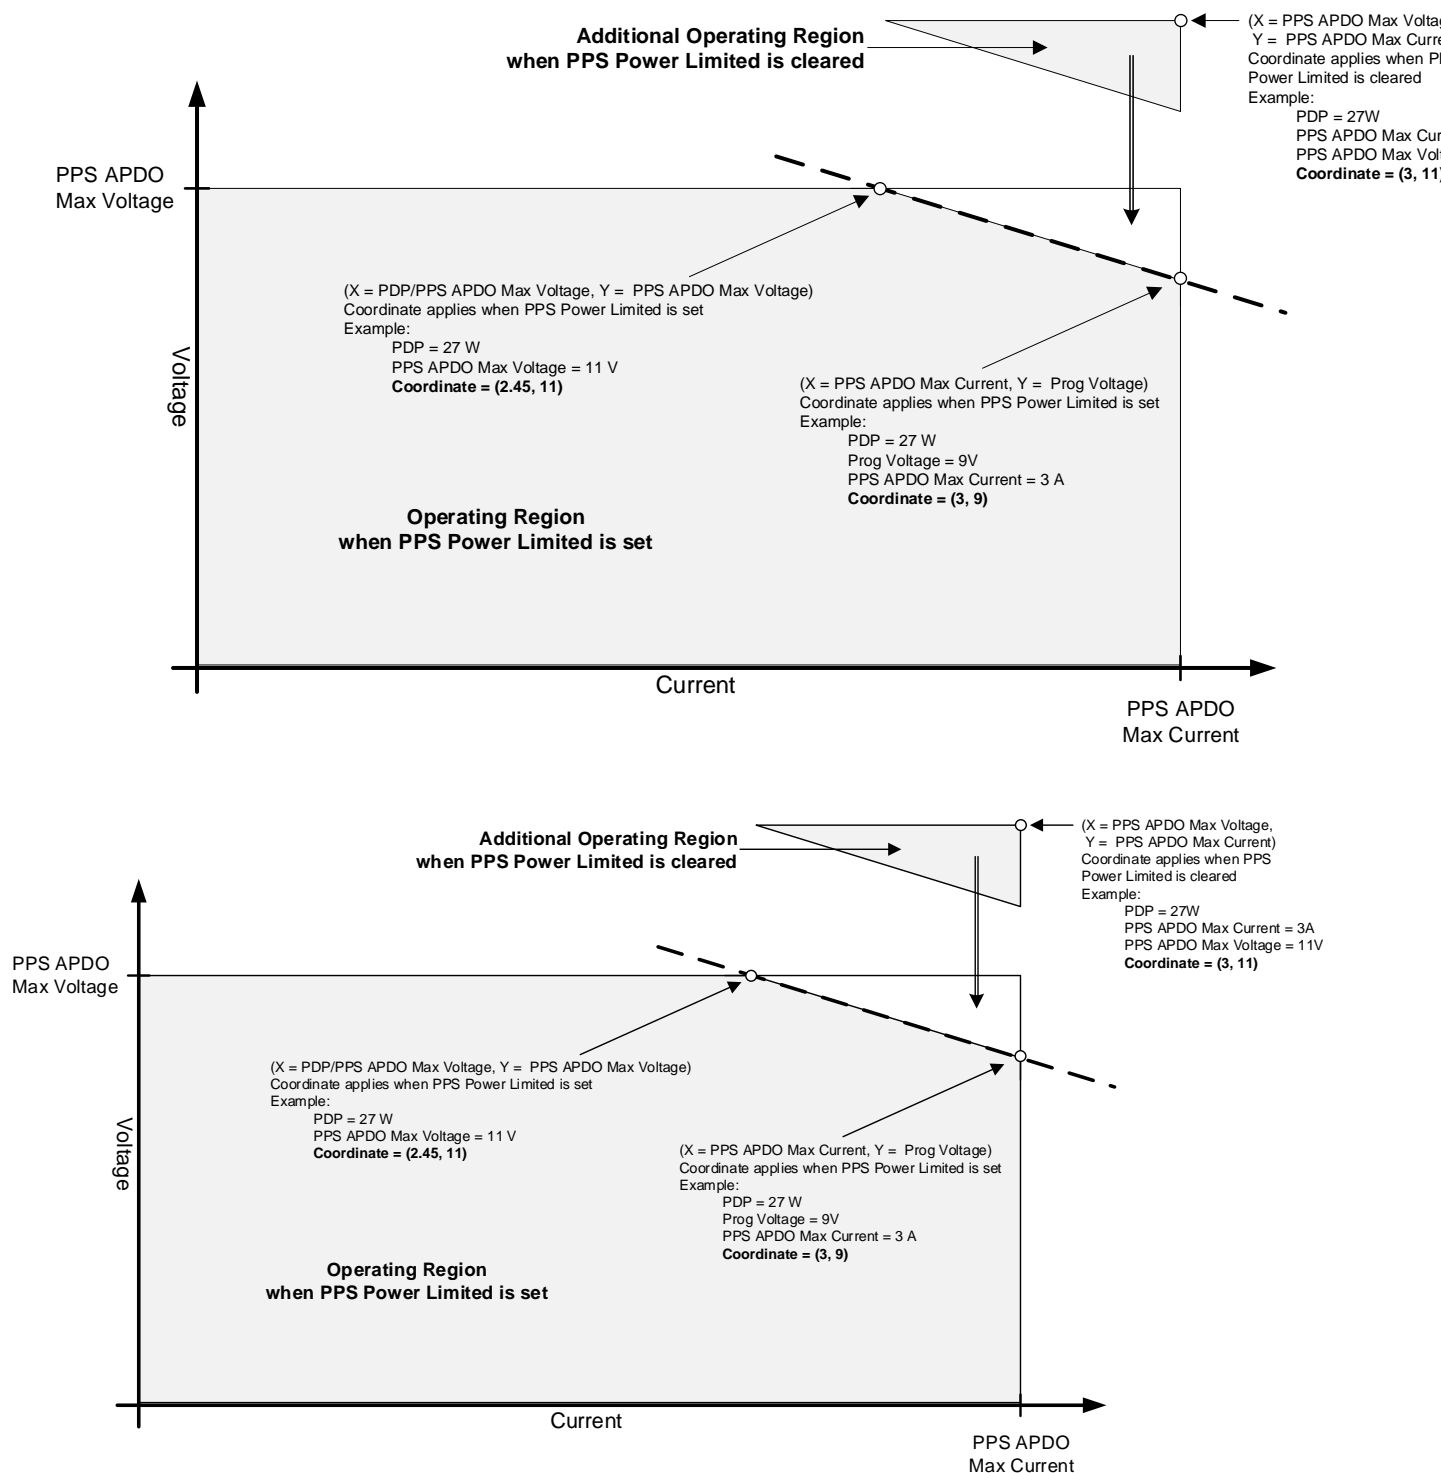 Additional Operating Region
when PPS Power Limited is cleared
(X = PPS APDO Max
Y = PPS APDO Max
Coordinate applies when
Power Limited is cleared
Example:
PDP = 27W
PPS APDO Max
PPS APDO Max
Coordinate = (3, 11)
PPS APDO
Max Voltage
(X = PDP/PPS APDO Max Voltage, Y = PPS APDO Max Voltage)
Coordinate applies when PPS Power Limited is set
Example:
PDP = 27 W
PPS APDO Max Voltage = 11 V
Coordinate = (2.45, 11)
Voltage
(X = PPS APDO Max Current, Y = Prog Voltage)
Coordinate applies when PPS Power Limited is set
Example:
PDP = 27 W
Prog Voltage = 9V
PPS APDO Max Current = 3 A
Coordinate = (3, 9)
Operating Region
when PPS Power Limited is set
Current
PPS APDO
Max Current
Additional Operating Region
when PPS Power Limited is cleared
(X = PPS APDO Max Voltage,
Y = PPS APDO Max Current)
Coordinate applies when PPS
Power Limited is cleared
Example:
PDP = 27W
PPS APDO Max Current = 3A
PPS APDO Max Voltage = 11V
Coordinate = (3, 11)
PPS APDO
Max Voltage
(X = PDP/PPS APDO Max Voltage, Y = PPS APDO Max Voltage)
Coordinate applies when PPS Power Limited is set
Example:
PDP = 27 W
PPS APDO Max Voltage = 11 V
Coordinate = (2.45, 11)
Voltage
(X = PPS APDO Max Current, Y = Prog Voltage)
Coordinate applies when PPS Power Limited is set
Example:
PDP = 27 W
Prog Voltage = 9V
PPS APDO Max Current = 3 A
Coordinate = (3, 9)
Operating Region
when PPS Power Limited is set
Current
PPS APDO
Max Current